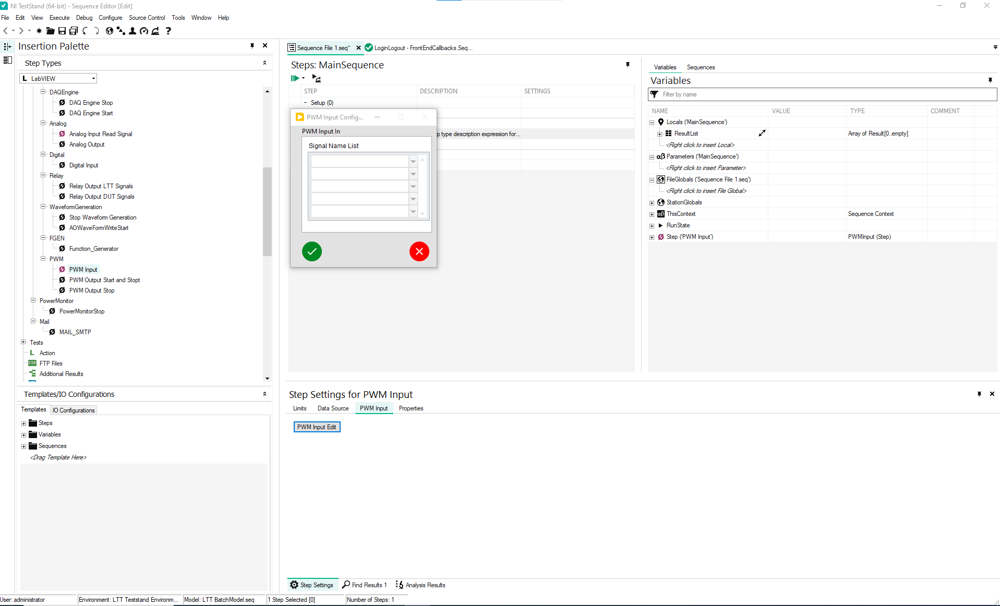 NI TestStand (64-bit) - Sequence Editor [Edit]
File Edit View Execute Debug Configure Source Control Tools Window Help
Insertion Palette
Step Types
L LabVIEW
DAQEngine
DAQ Engine Stop
DAQ Engine Start
Analog
Analog Input Read Signal
Analog Output
Digital
Digital Input
Relay
Relay Output LTT Signals
Relay Output DUT Signals
WaveformGeneration
Stop Waveform Generation
AOWaveFormWriteStart
FGEN
Function_Generator
PWM
PWM Input
PWM Output Start and Stopt
PWM Output Stop
PowerMonitor
PowerMonitorStop
Mail
MAIL_SMTP
Tests
L Action
FTP FTP Files
Additional Results
Templates/IO Configurations
Templates IO Configurations
Steps
Variables
Sequences
<Drag Template Here>
Sequence File 1.seq*
LoginLogout - FrontEndCallbacks.Seq...
Steps: MainSequence
STEP DESCRIPTION SETTINGS
Setup (0)
p type description expression for...
PWM Input Config...
PWM Input In
Signal Name List
Variables Sequences
Variables
Filter by name
NAME VALUE TYPE COMMENT
Locals ('MainSequence')
ResultList Array of Result[0..empty]
<Right click to insert Local>
αβ Parameters ('MainSequence')
<Right click to insert Parameter>
FileGlobals ('Sequence File 1.seq')
<Right click to insert File Global>
StationGlobals
αβ ThisContext Sequence Context
RunState
Step ('PWM Input') PWMInput (Step)
Step Settings for PWM Input
Limits Data Source PWM Input Properties
PWM Input Edit
Step Settings Find Results 1 Analysis Results
User: administrator Environment: LTT Teststand Environm... Model: LTT BatchModel.seq 1 Step Selected [0] Number of Steps: 1